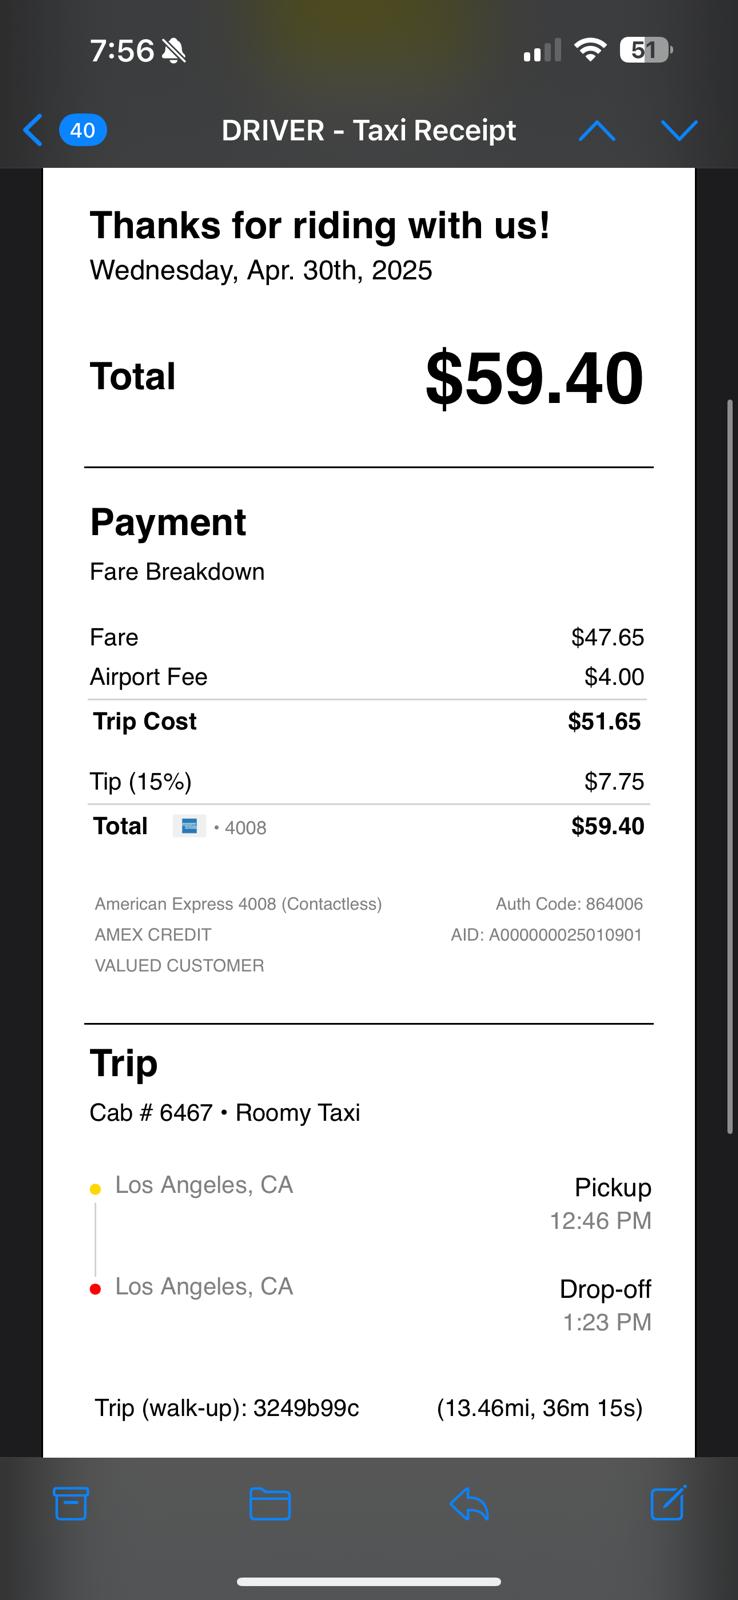 7:56
51
40
DRIVER - Taxi Receipt
Thanks for riding with us!
Wednesday, Apr. 30th, 2025
Total $59.40
Payment
Fare Breakdown
Fare $47.65
Airport Fee $4.00
Trip Cost $51.65
Tip (15%) $7.75
Total • 4008 $59.40
American Express 4008 (Contactless) Auth Code: 864006
AMEX CREDIT AID: A000000025010901
VALUED CUSTOMER
Trip
Cab # 6467 • Roomy Taxi
Los Angeles, CA Pickup
12:46 PM
Los Angeles, CA Drop-off
1:23 PM
Trip (walk-up): 3249b99c (13.46mi, 36m 15s)